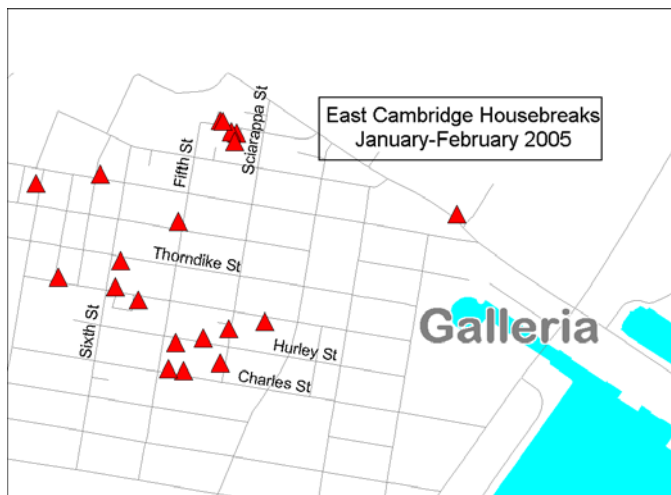 East Cambridge Housebreaks
January-February 2005
Sciarappa St
Fifth St
Thorndike St
Sixth St
Galleria
Hurley St
Charles St